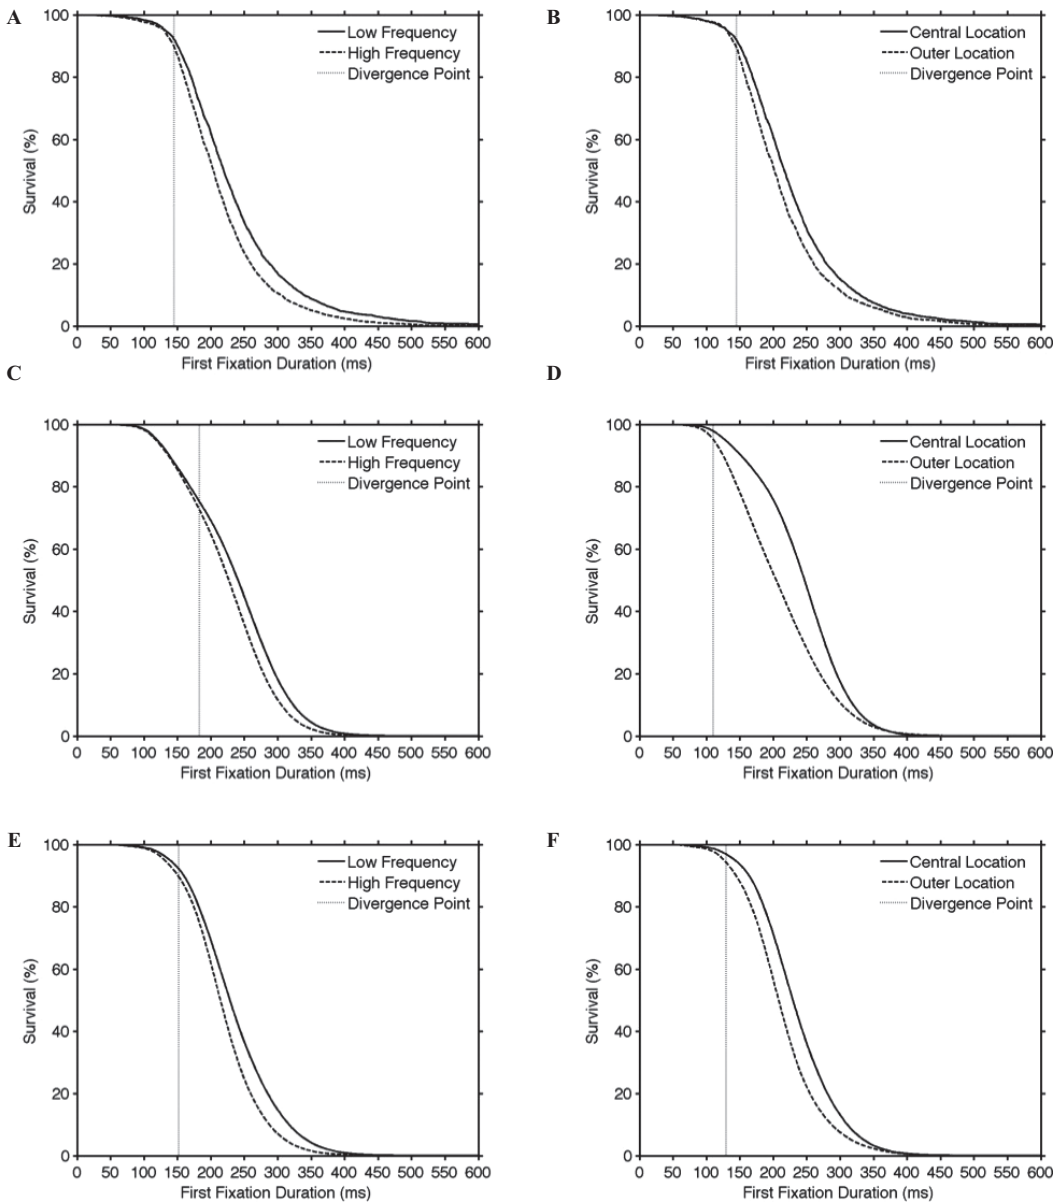 A
Low Frequency
High Frequency
Divergence Point
Survival (%)
100
80
60
40
20
0
0 50 100 150 200 250 300 350 400 450 500 550 600
First Fixation Duration (ms)
B
Central Location
Outer Location
Divergence Point
Survival (%)
100
80
60
40
20
0
0 50 100 150 200 250 300 350 400 450 500 550 600
First Fixation Duration (ms)
C
Low Frequency
High Frequency
Divergence Point
Survival (%)
100
80
60
40
20
0
0 50 100 150 200 250 300 350 400 450 500 550 600
First Fixation Duration (ms)
D
Central Location
Outer Location
Divergence Point
Survival (%)
100
80
60
40
20
0
0 50 100 150 200 250 300 350 400 450 500 550 600
First Fixation Duration (ms)
E
Low Frequency
High Frequency
Divergence Point
Survival (%)
100
80
60
40
20
0
0 50 100 150 200 250 300 350 400 450 500 550 600
First Fixation Duration (ms)
F
Central Location
Outer Location
Divergence Point
Survival (%)
100
80
60
40
20
0
0 50 100 150 200 250 300 350 400 450 500 550 600
First Fixation Duration (ms)